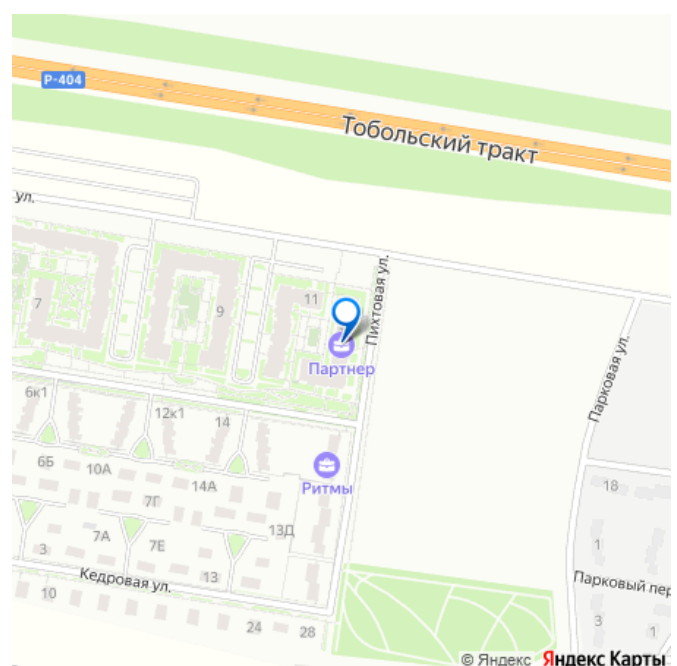 Р-404
Тобольский тракт
ул.
7
9
11
Пихтовая ул.
Партнер
Парковая ул.
6к1
12к1
14
6Б
10А
14А
Ритмы
18
7Г
7А
7Е
13Д
1
3
13
Кедровая ул.
Парковый пер
10
24
28
3
1
© Яндекс Яндекс Карты